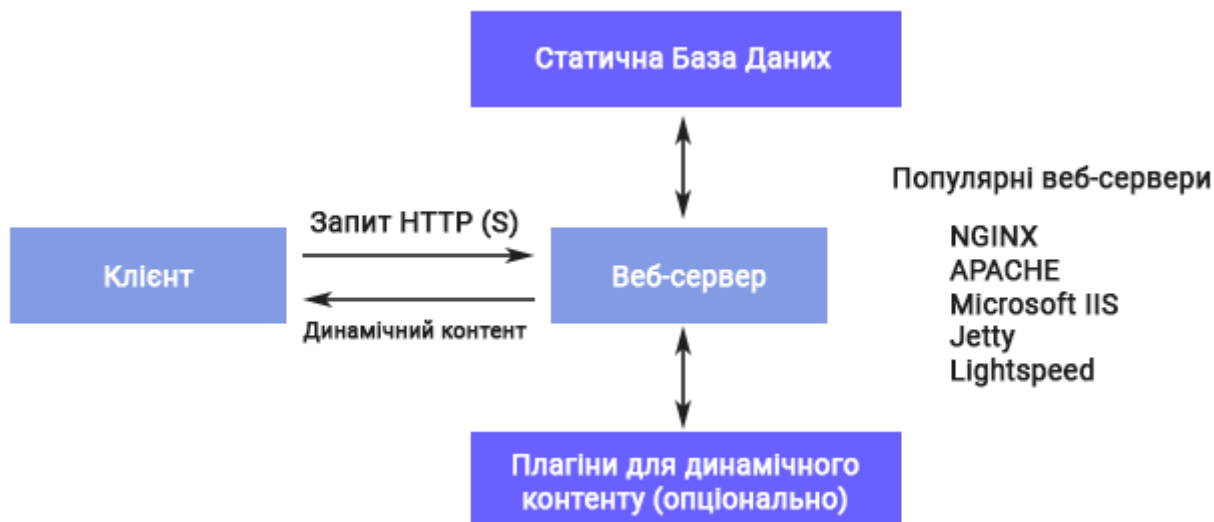 Статична База Даних
Популярні веб-сервери
Запит HTTP (S)
Клієнт
Веб-сервер
Динамічний контент
NGINX
APACHE
Microsoft IIS
Jetty
Lightspeed
Плагіни для динамічного
контенту (опціонально)